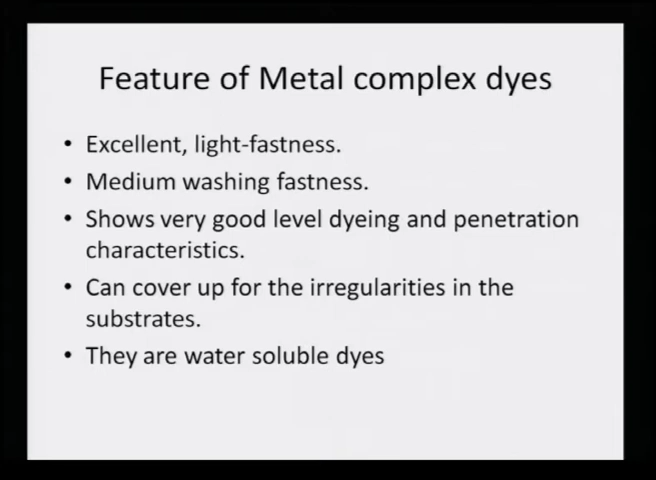 Feature of Metal complex dyes
• Excellent, light-fastness.
• Medium washing fastness.
• Shows very good level dyeing and penetration
characteristics.
• Can cover up for the irregularities in the
substrates.
• They are water soluble dyes